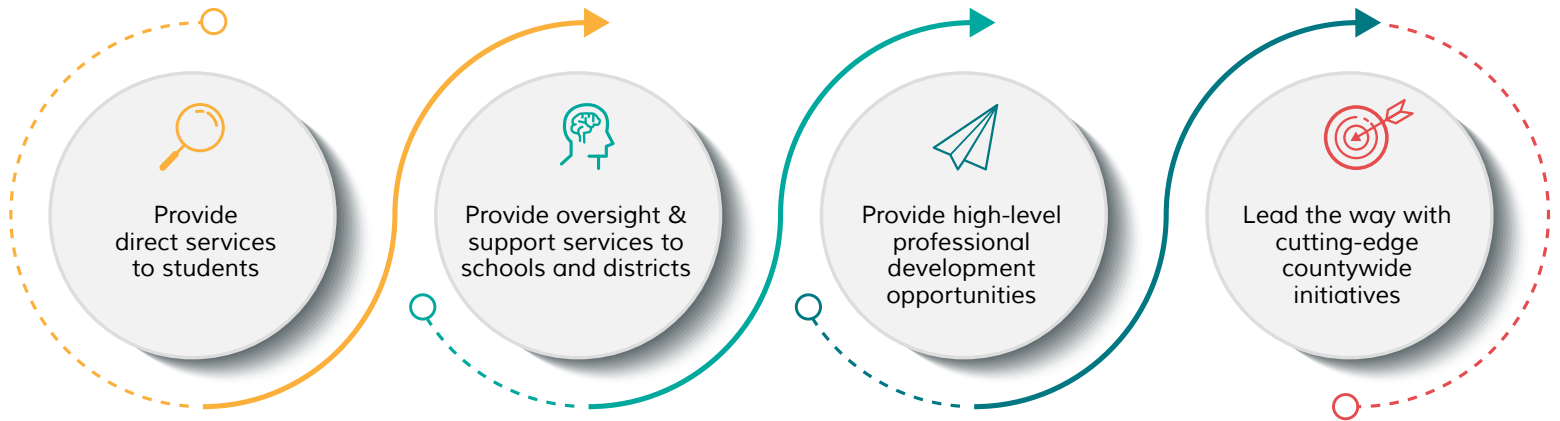 Provide
direct services
to students
Provide oversight &
support services to
schools and districts
Provide high-level
professional
development
opportunities
Lead the way with
cutting-edge
countywide
initiatives